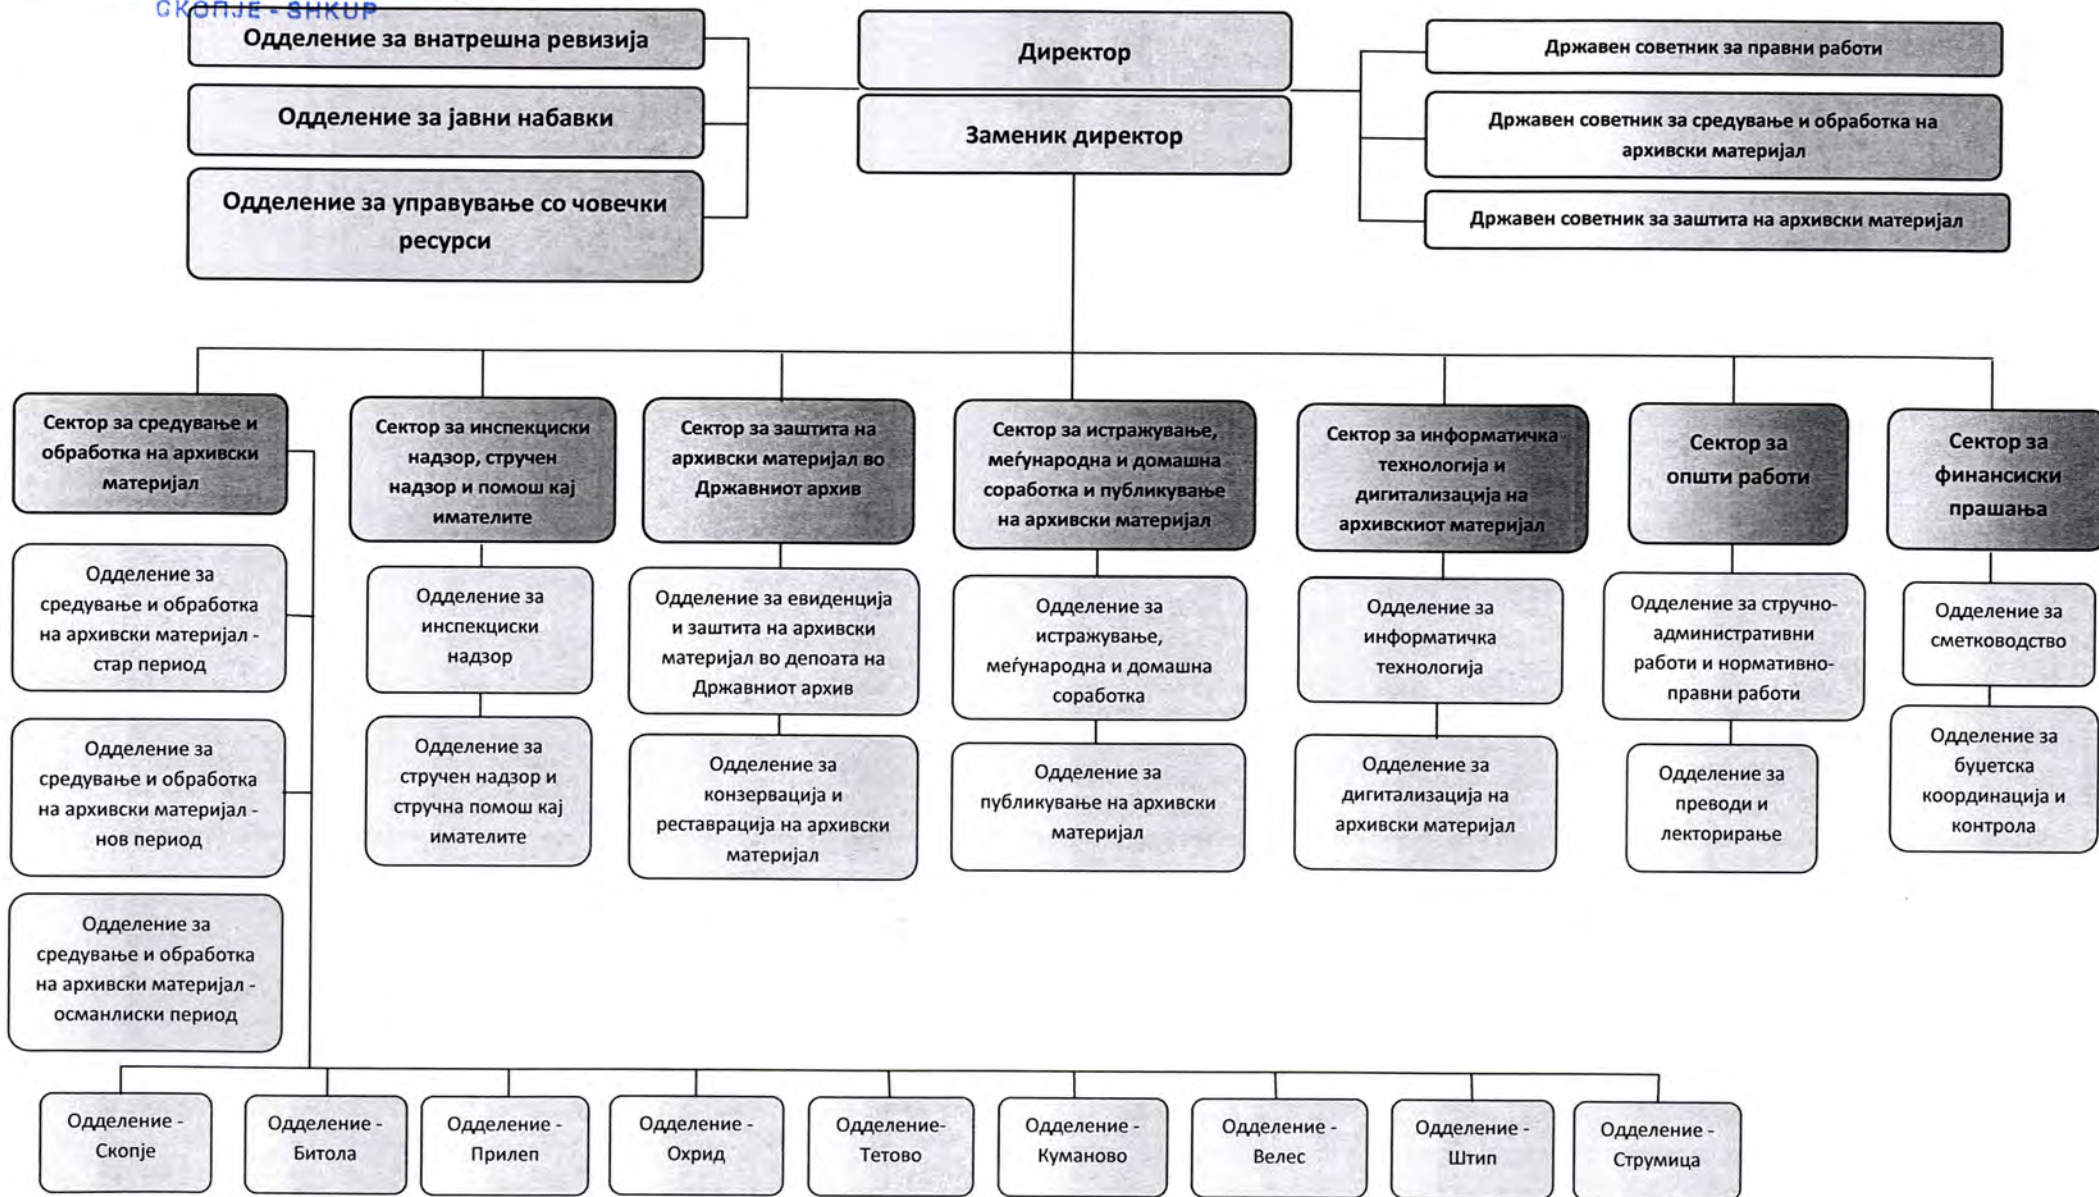 СКОПЈЕ - SHKUP
Одделение за внатрешна ревизија
Одделение за јавни набавки
Одделение за управување со човечки
ресурси
Директор
Заменик директор
Државен советник за правни работи
Државен советник за средување и обработка на
архивски материјал
Државен советник за заштита на архивски материјал
Сектор за средување и
обработка на архивски
материјал
Сектор за инспекциски
надзор, стручен
надзор и помош кај
имателите
Сектор за заштита на
архивски материјал во
Државниот архив
Сектор за истражување,
меѓународна и домашна
соработка и публикување
на архивски материјал
Сектор за информатичка
технологија и
дигитализација на
архивскиот материјал
Сектор за
општи работи
Сектор за
финансиски
прашања
Одделение за
средување и обработка
на архивски материјал -
стар период
Одделение за
инспекциски
надзор
Одделение за евиденција
и заштита на архивски
материјал во депоата на
Државниот архив
Одделение за
истражување,
меѓународна и домашна
соработка
Одделение за
информатичка
технологија
Одделение за стручно-
административни
работи и нормативно-
правни работи
Одделение за
сметководство
Одделение за
средување и обработка
на архивски материјал -
нов период
Одделение за
стручен надзор и
стручна помош кај
имателите
Одделение за
конзервација и
реставрација на архивски
материјал
Одделение за
публикување на архивски
материјал
Одделение за
дигитализација на
архивски материјал
Одделение за
преводи и
лекторирање
Одделение за
буџетска
координација и
контрола
Одделение за
средување и обработка
на архивски материјал -
османлиски период
Одделение -
Скопје
Одделение -
Битола
Одделение -
Прилеп
Одделение -
Охрид
Одделение-
Тетово
Одделение -
Куманово
Одделение -
Велес
Одделение -
Штип
Одделение -
Струмица